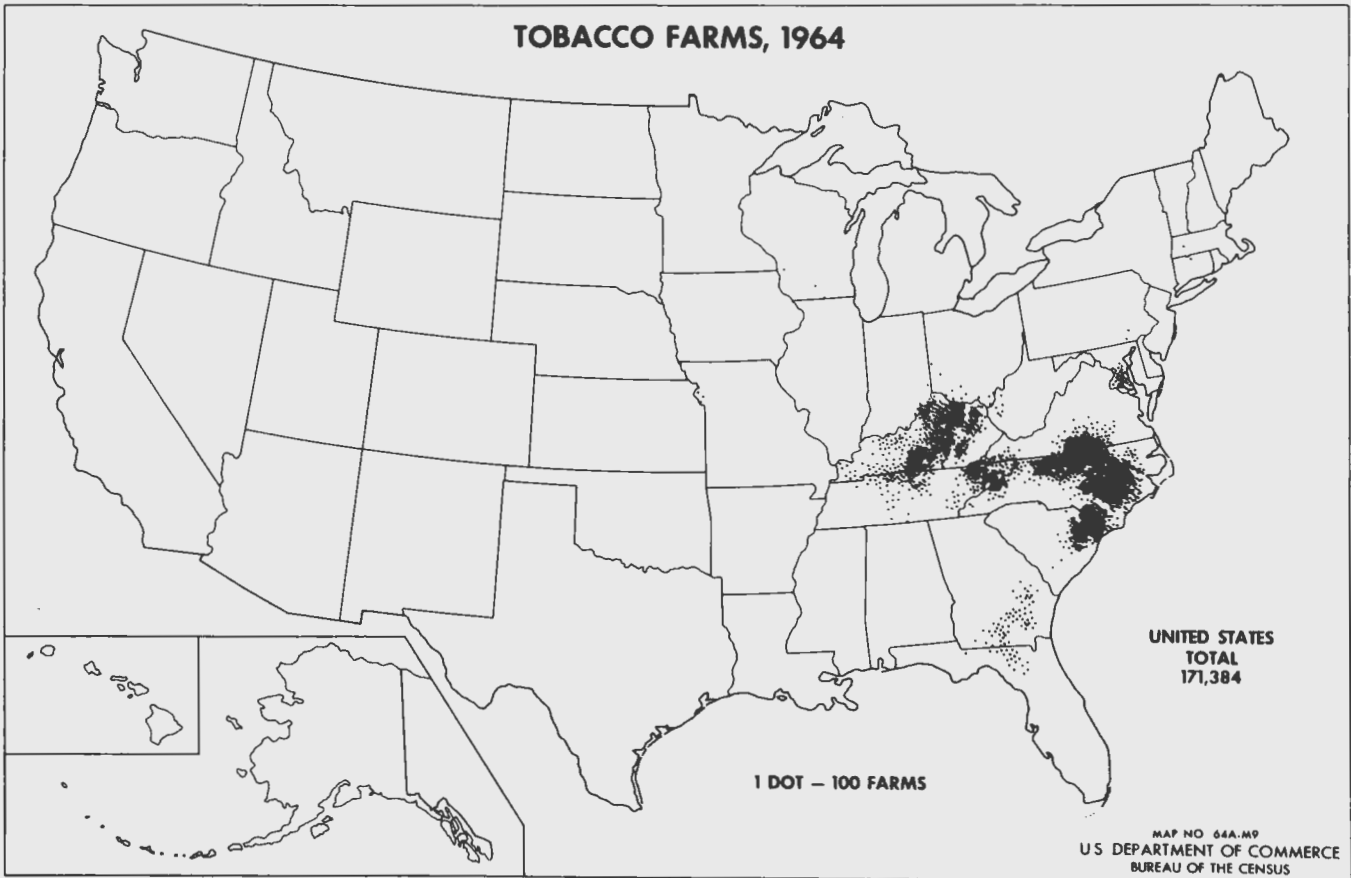 TOBACCO FARMS, 1964
UNITED STATES
TOTAL
171,384
1 DOT — 100 FARMS
MAP NO 64A-M9
U S DEPARTMENT OF COMMERCE
BUREAU OF THE CENSUS